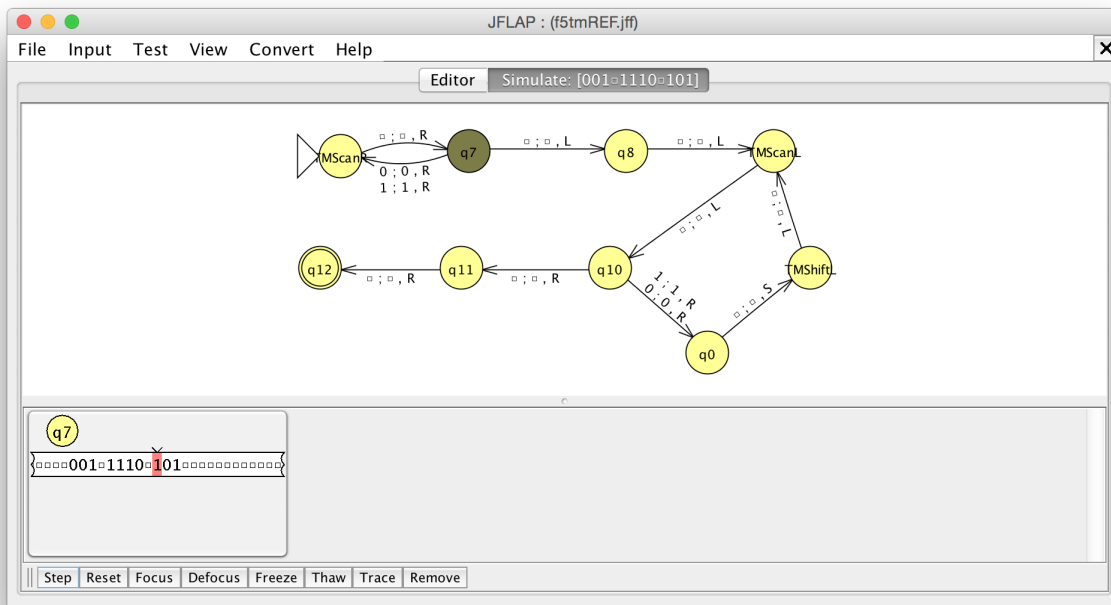 JFLAP : (f5tmREF.jff)
File Input Test View Convert Help
Editor Simulate: [001□1110□101]
□ ; □ , R
□ ; □ , L
□ ; □ , L
TMScanR
q7
q8
TMScanL
0 ; 0 , R
1 ; 1 , R
□ ; □ , L
□ ; □ , L
q12
□ ; □ , R
q11
□ ; □ , R
q10
TMShiftL
1 ; 1 , R
0 ; 0 , R
□ ; □ , S
q0
q7
□□□□001□1110□101□□□□□□□□□□□□
Step Reset Focus Defocus Freeze Thaw Trace Remove